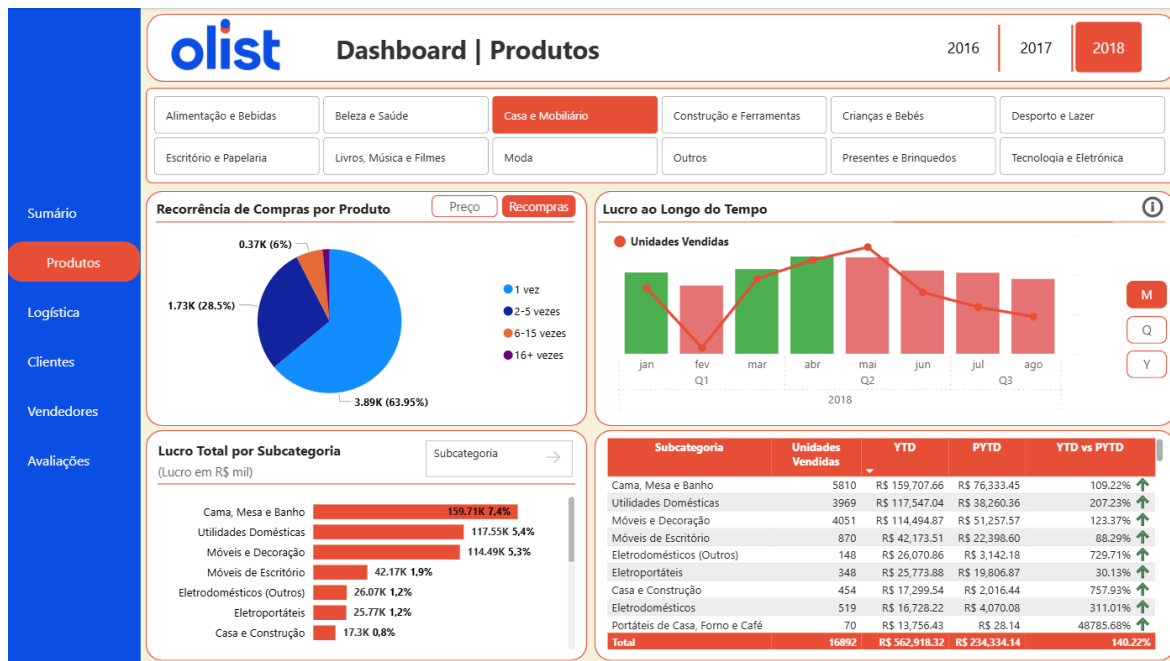 olist
Dashboard | Produtos
2016 2017 2018
Alimentação e Bebidas Beleza e Saúde Casa e Mobiliário Construção e Ferramentas Crianças e Bebés Desporto e Lazer
Escritório e Papelaria Livros, Música e Filmes Moda Outros Presentes e Brinquedos Tecnologia e Eletrónica
Sumário
Produtos
Logística
Clientes
Vendedores
Avaliações
Recorrência de Compras por Produto Preço Recompras
0.37K (6%)
1.73K (28.5%)
3.89K (63.95%)
1 vez
2-5 vezes
6-15 vezes
16+ vezes
Lucro ao Longo do Tempo
Unidades Vendidas
jan fev mar abr mai jun jul ago
Q1 Q2 Q3
2018
M
Q
Y
Lucro Total por Subcategoria
(Lucro em R$ mil)
Subcategoria
Cama, Mesa e Banho 159.71K 7,4%
Utilidades Domésticas 117.55K 5,4%
Móveis e Decoração 114.49K 5,3%
Móveis de Escritório 42.17K 1,9%
Eletrodomésticos (Outros) 26.07K 1,2%
Eletroportáteis 25.77K 1,2%
Casa e Construção 17.3K 0,8%
Subcategoria Unidades Vendidas YTD PYTD YTD vs PYTD
Cama, Mesa e Banho 5810 R$ 159,707.66 R$ 76,333.45 109.22%
Utilidades Domésticas 3969 R$ 117,547.04 R$ 38,260.36 207.23%
Móveis e Decoração 4051 R$ 114,494.87 R$ 51,257.57 123.37%
Móveis de Escritório 870 R$ 42,173.51 R$ 22,398.60 88.29%
Eletrodomésticos (Outros) 148 R$ 26,070.86 R$ 3,142.18 729.71%
Eletroportáteis 348 R$ 25,773.88 R$ 19,806.87 30.13%
Casa e Construção 454 R$ 17,299.54 R$ 2,016.44 757.93%
Eletrodomésticos 519 R$ 16,728.22 R$ 4,070.08 311.01%
Portáteis de Casa, Forno e Café 70 R$ 13,756.43 R$ 28.14 48785.68%
Total 16892 R$ 562,918.32 R$ 234,334.14 140.22%